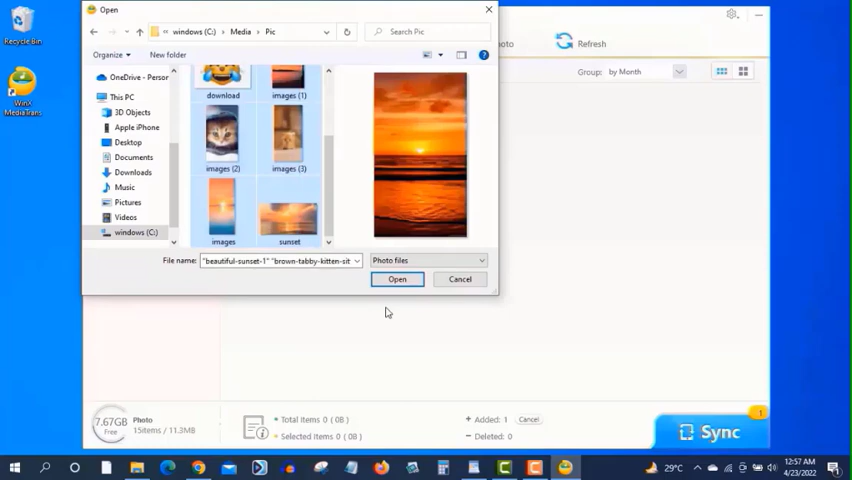 Open
Recycle Bin
WinX
MediaTrans
« windows (C:) > Media > Pic
Search Pic
Organize
New folder
OneDrive - Person
This PC
3D Objects
Apple iPhone
Desktop
Documents
Downloads
Music
Pictures
Videos
windows (C:)
download
images (1)
images (2)
images (3)
images
sunset
File name:
"beautiful-sunset-1" "brown-tabby-kitten-sit
Photo files
Open
Cancel
oto
Refresh
Group: by Month
7.67GB
Free
Photo
15items / 11.3MB
Total Items 0 ( 0B )
Selected Items 0 ( 0B )
+ Added: 1
Cancel
− Deleted: 0
1
Sync
29°C
12:57 AM
4/23/2022